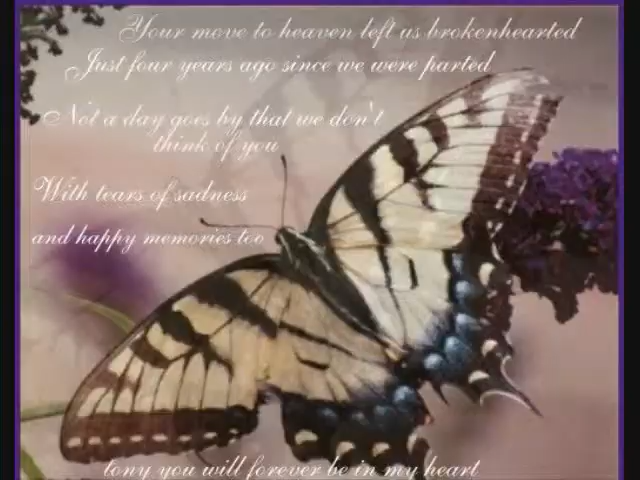 Your move to heaven left us brokenhearted
Just four years ago since we were parted
Not a day goes by that we don't
think of you
With tears of sadness
and happy memories too
tony you will forever be in my heart